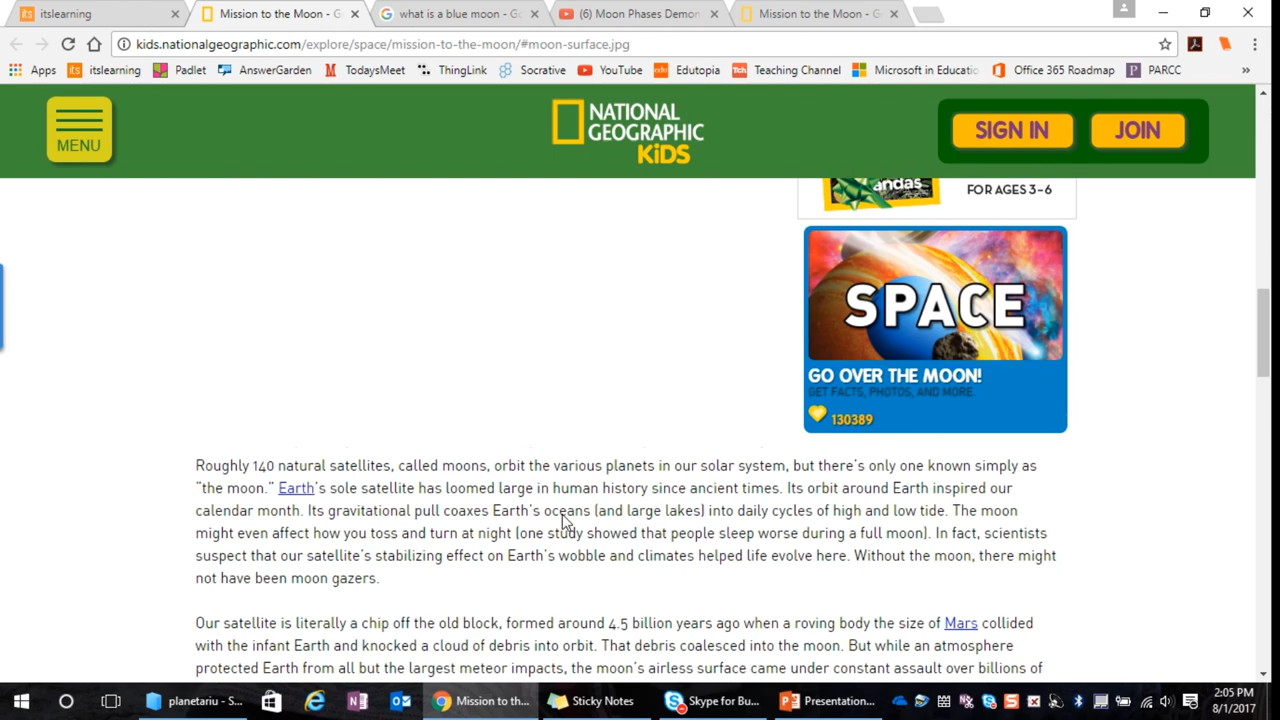 itslearning
Mission to the Moon - G
what is a blue moon - Go
(6) Moon Phases Demon
Mission to the Moon - G
kids.nationalgeographic.com/explore/space/mission-to-the-moon/#moon-surface.jpg
Apps
its itslearning
Padlet
AnswerGarden
TodaysMeet
ThingLink
Socrative
YouTube
edu Edutopia
Tch Teaching Channel
Microsoft in Educatio
Office 365 Roadmap
P PARCC
»
MENU
NATIONAL
GEOGRAPHIC
KiDS
SIGN IN
JOIN
andas
FOR AGES 3-6
SPACE
GO OVER THE MOON!
GET FACTS, PHOTOS, AND MORE.
130389
Roughly 140 natural satellites, called moons, orbit the various planets in our solar system, but there's only one known simply as
"the moon." Earth's sole satellite has loomed large in human history since ancient times. Its orbit around Earth inspired our
calendar month. Its gravitational pull coaxes Earth's oceans (and large lakes) into daily cycles of high and low tide. The moon
might even affect how you toss and turn at night (one study showed that people sleep worse during a full moon). In fact, scientists
suspect that our satellite's stabilizing effect on Earth's wobble and climates helped life evolve here. Without the moon, there might
not have been moon gazers.
Our satellite is literally a chip off the old block, formed around 4.5 billion years ago when a roving body the size of Mars collided
with the infant Earth and knocked a cloud of debris into orbit. That debris coalesced into the moon. But while an atmosphere
protected Earth from all but the largest meteor impacts, the moon's airless surface came under constant assault over billions of
planetariu - S...
Mission to th...
Sticky Notes
Skype for Bu...
Presentation...
2:05 PM
8/1/2017